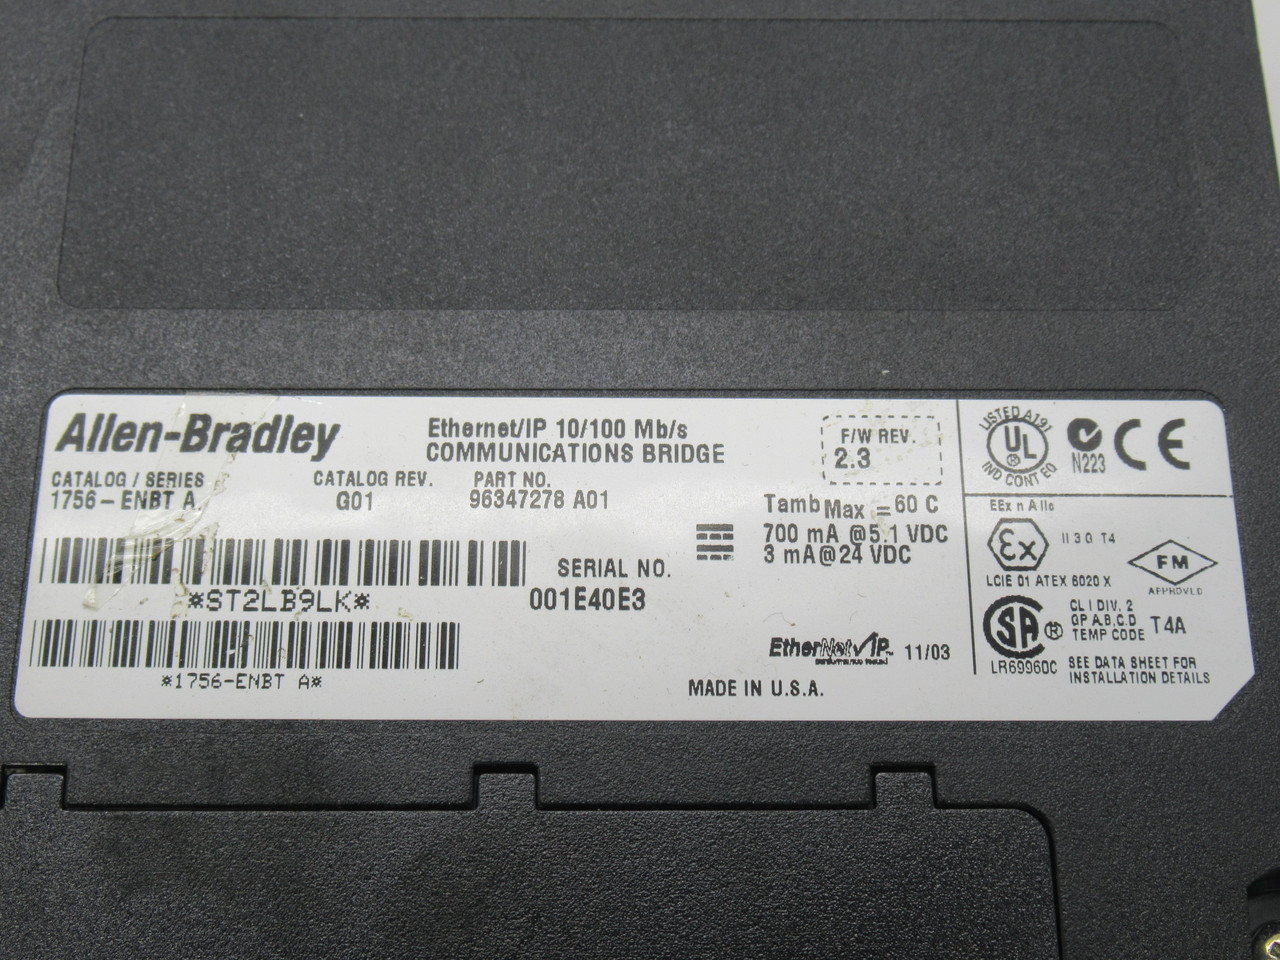 Allen-Bradley
Ethernet/IP 10/100 Mb/s
COMMUNICATIONS BRIDGE
F/W REV.
2.3
CATALOG / SERIES
1756-ENBT A
CATALOG REV.
G01
PART NO.
96347278 A01
Tamb Max = 60 C
700 mA @5.1 VDC
3 mA@24 VDC
SERIAL NO.
001E40E3
*ST2LB9LK*
*1756-ENBT A*
EtherNet/IP
11/03
MADE IN U.S.A.
LISTED A191
UL
IND CONT EQ
N223
CE
EEx n A IIc
Ex
II 3 G T4
LCIE 01 ATEX 6020 X
FM
APPROVED
SA
CL I DIV. 2
GP A,B,C,D
TEMP CODE T4A
LR69960C
SEE DATA SHEET FOR
INSTALLATION DETAILS